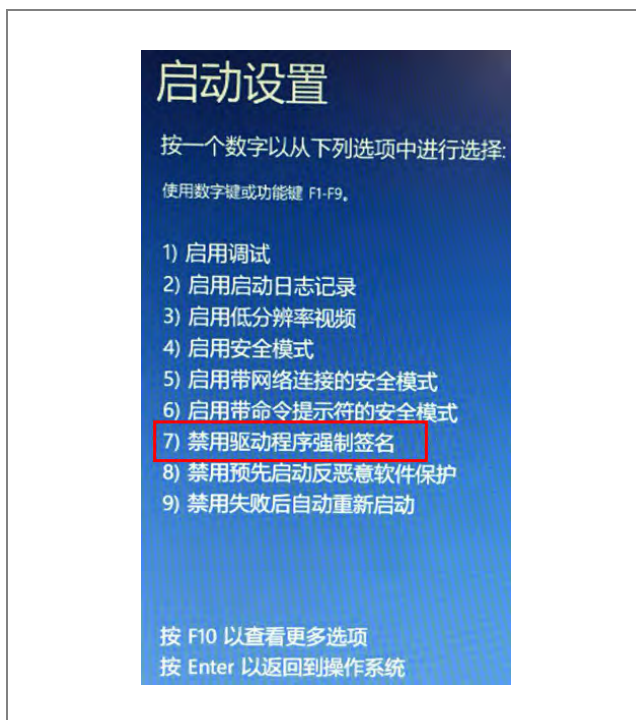 启动设置
按一个数字以从下列选项中进行选择:
使用数字键或功能键 F1-F9。
1) 启用调试
2) 启用启动日志记录
3) 启用低分辨率视频
4) 启用安全模式
5) 启用带网络连接的安全模式
6) 启用带命令提示符的安全模式
7) 禁用驱动程序强制签名
8) 禁用预先启动反恶意软件保护
9) 禁用失败后自动重新启动
按 F10 以查看更多选项
按 Enter 以返回到操作系统